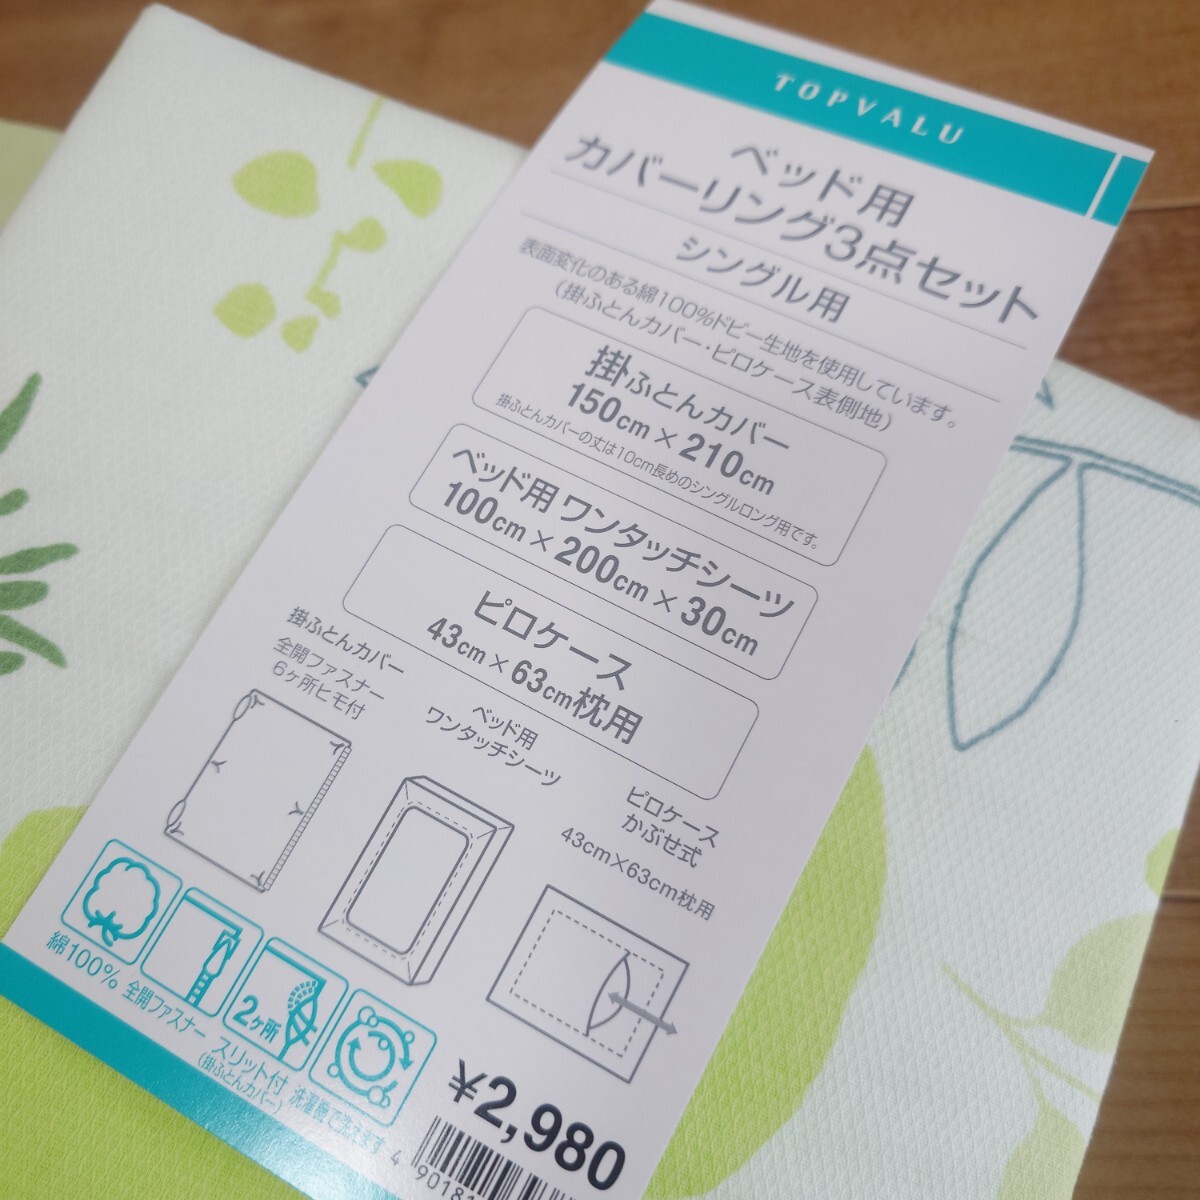 TOPVALU
ベッド用
カバーリング3点セット
シングル用
表面変化のある綿100%ドビー生地を使用しています。
(掛ふとんカバー・ピロケース表側地)
掛ふとんカバー
150cm × 210cm
掛ふとんカバーの丈は10cm長めのシングルロング用です。
ベッド用 ワンタッチシーツ
100cm × 200cm × 30cm
ピロケース
43cm × 63cm枕用
掛ふとんカバー
全開ファスナー
6ヶ所ヒモ付
ベッド用
ワンタッチシーツ
ピロケース
かぶせ式
43cm×63cm枕用
綿100%
全開ファスナー
2ヶ所
スリット付
(掛ふとんカバー)
洗濯機で洗えます
¥2,980
4 90181